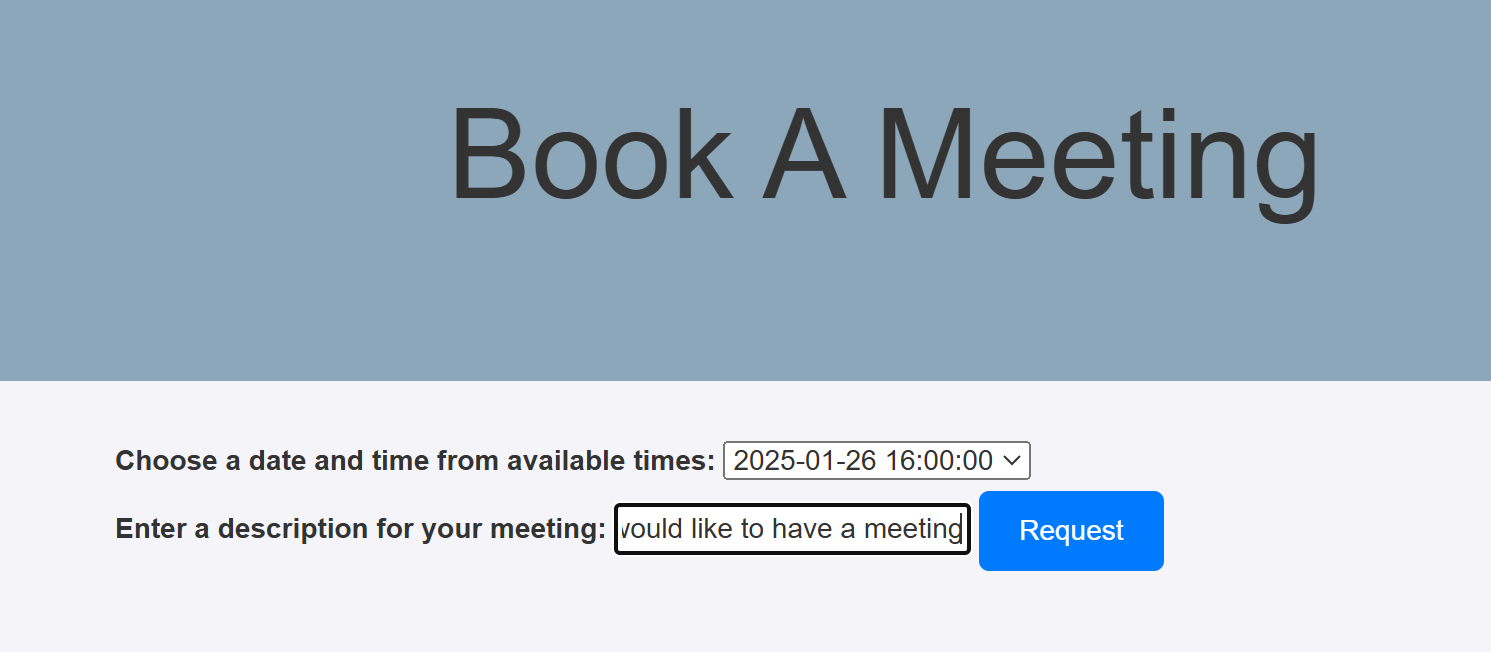 Book A Meeting
Choose a date and time from available times: 2025-01-26 16:00:00
Enter a description for your meeting: would like to have a meeting Request